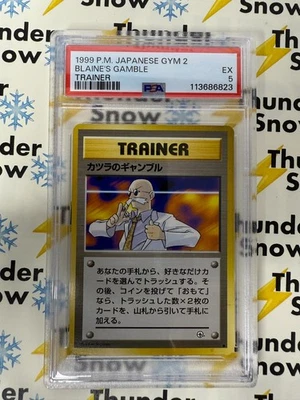 Thunder
Snow
1999 P.M. JAPANESE GYM 2
BLAINE'S GAMBLE
TRAINER
EX
5
PSA
113686823
TRAINER
カツラのギャンブル
あなたの手札から、好きなだけカー
ドを選んでトラッシュする。そ
の後、コインを投げて「おもて」
なら、トラッシュした数×2枚の
カードを、山札から引いて手札に
加える。
Thunder
Snow